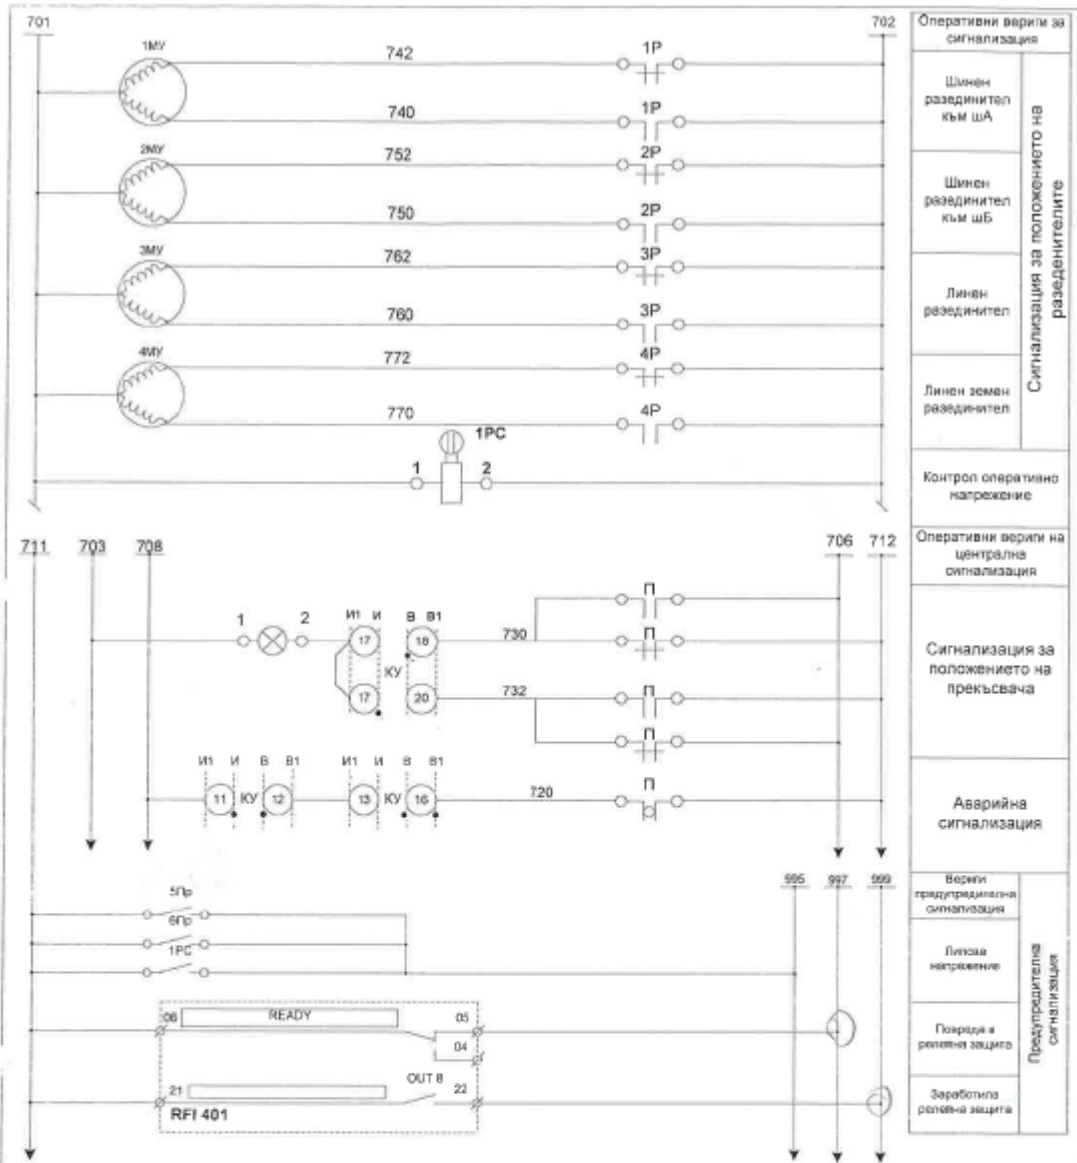 701
702
Оперативни вериги за
сигнализация
1МУ
742
1Р
740
1Р
Шинен
разединител
към шА
2МУ
752
2Р
750
2Р
Шинен
разединител
към шБ
3МУ
762
3Р
760
3Р
Линен
разединител
4МУ
772
4Р
770
4Р
Линен земен
разединител
Сигнализация за положението на
разеденителите
1РС
1
2
Контрол оперативно
напрежение
711
703
708
706
712
Оперативни вериги на
централна
сигнализация
1
2
И1
И
В
В1
17
18
КУ
17
20
730
П
П
732
П
П
Сигнализация за
положението на
прекъсвача
И1
И
В
В1
И1
И
В
В1
11
КУ
12
13
КУ
16
720
П
Аварийна
сигнализация
995
997
999
Вериги
предупредителна
сигнализация
5Пр
6Пр
1РС
Липсва
напрежение
06
READY
05
04
Повреда в
релейна защита
21
OUT 8
22
RFI 401
Заработила
релейна защита
Предупредителна
сигнализация